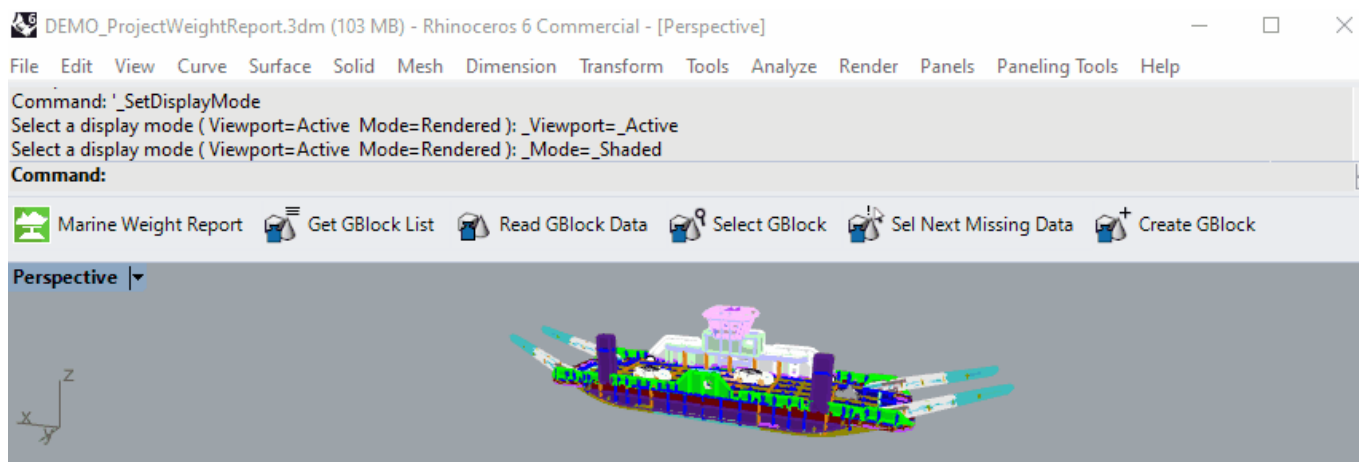 DEMO_ProjectWeightReport.3dm (103 MB) - Rhinoceros 6 Commercial - [Perspective]
File Edit View Curve Surface Solid Mesh Dimension Transform Tools Analyze Render Panels Paneling Tools Help
Command: '_SetDisplayMode
Select a display mode ( Viewport=Active Mode=Rendered ): _Viewport=_Active
Select a display mode ( Viewport=Active Mode=Rendered ): _Mode=_Shaded
Command:
Marine Weight Report Get GBlock List Read GBlock Data Select GBlock Sel Next Missing Data Create GBlock
Perspective
z
x
y